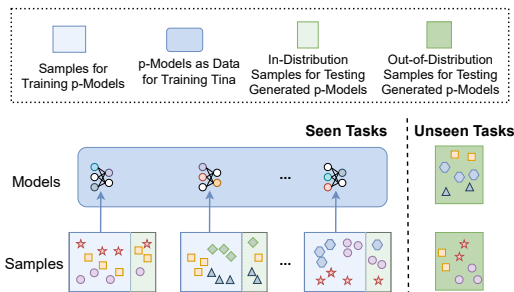 Samples for
Training p-Models
p-Models as Data
for Training Tina
In-Distribution
Samples for Testing
Generated p-Models
Out-of-Distribution
Samples for Testing
Generated p-Models
Seen Tasks
Unseen Tasks
Models
...
Samples
...